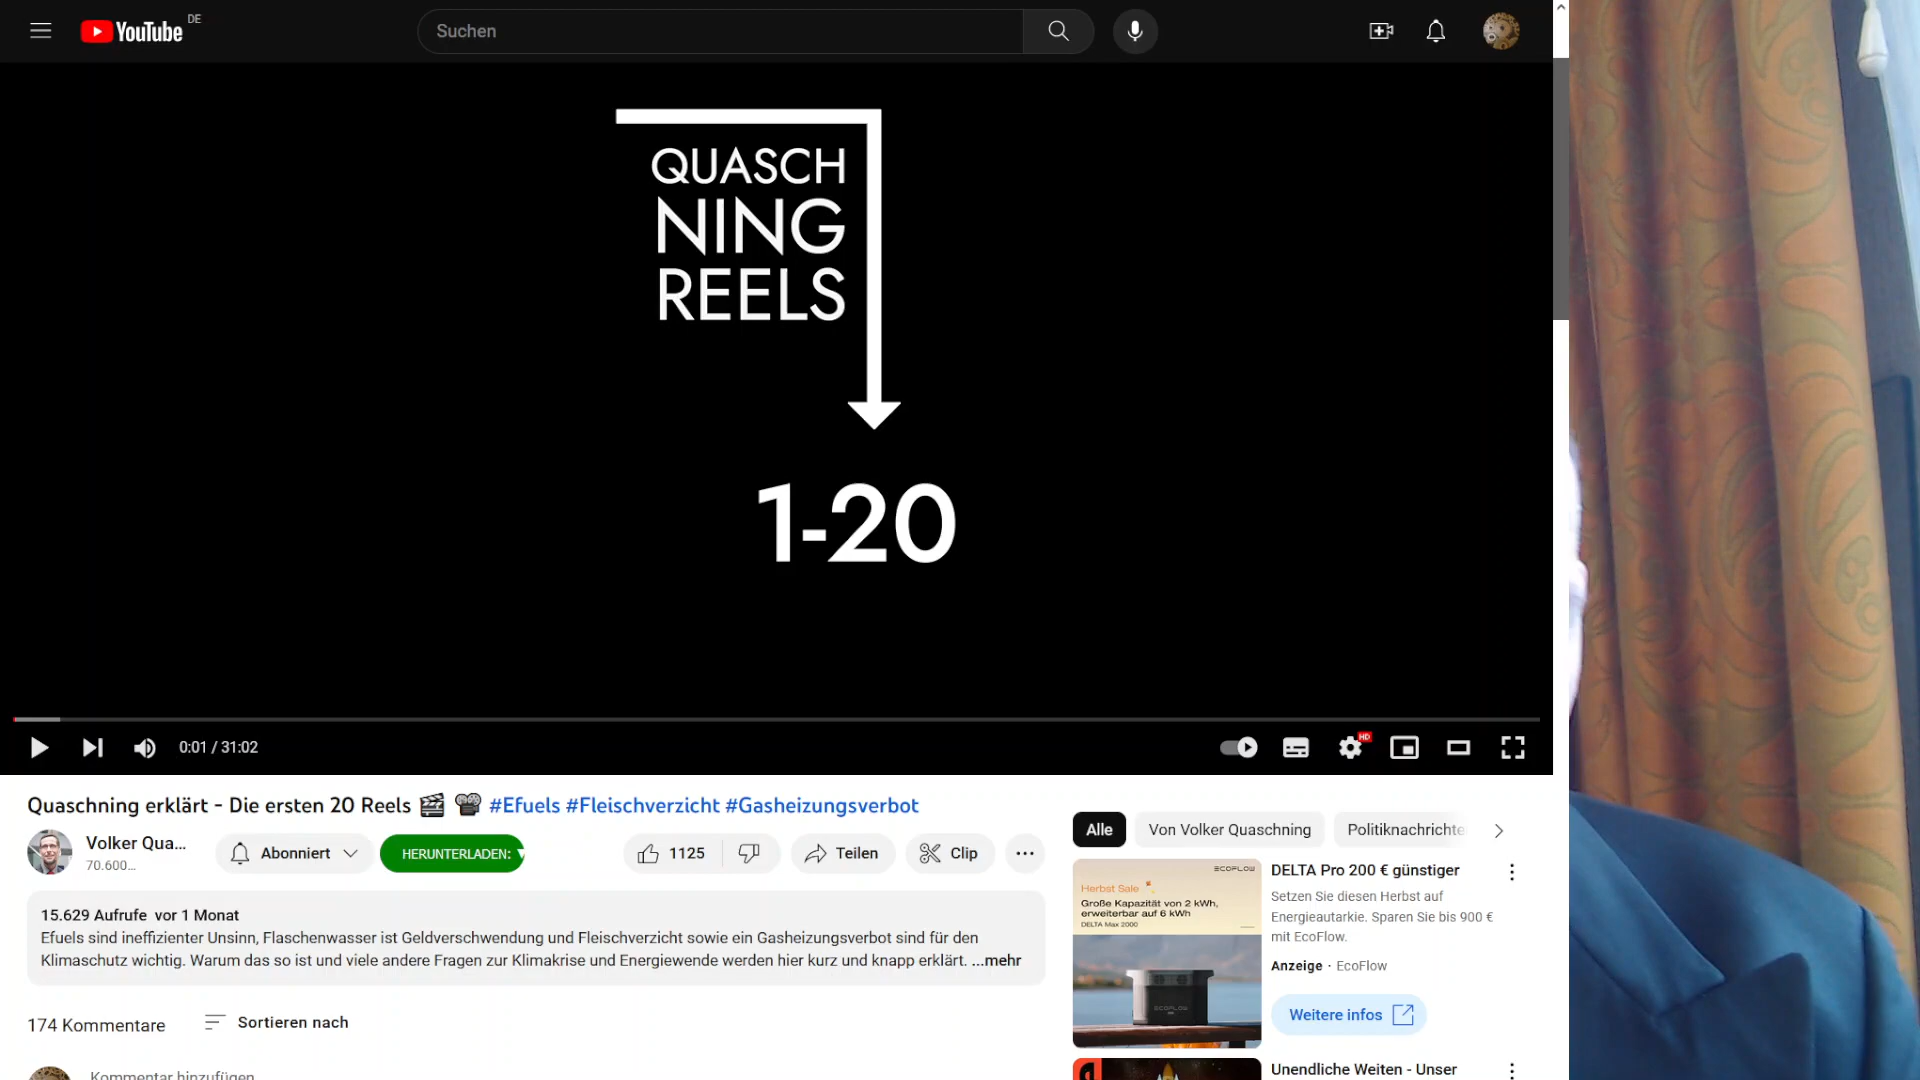 YouTube DE
Suchen
QUASCH
NING
REELS
1-20
0:01 / 31:02
HD
Quaschning erklärt - Die ersten 20 Reels 🎬 📽 #Efuels #Fleischverzicht #Gasheizungsverbot
Volker Qua...
70.600...
Abonniert
HERUNTERLADEN: ▼
1125
Teilen
Clip
15.629 Aufrufe vor 1 Monat
Efuels sind ineffizienter Unsinn, Flaschenwasser ist Geldverschwendung und Fleischverzicht sowie ein Gasheizungsverbot sind für den
Klimaschutz wichtig. Warum das so ist und viele andere Fragen zur Klimakrise und Energiewende werden hier kurz und knapp erklärt. ...mehr
174 Kommentare
Sortieren nach
Kommentar hinzufügen
Alle
Von Volker Quaschning
Politiknachrichte
ECOFLOW
Herbst Sale
Große Kapazität von 2 kWh,
erweiterbar auf 6 kWh
DELTA Max 2000
ECOFLOW
DELTA Pro 200 € günstiger
Setzen Sie diesen Herbst auf
Energieautarkie. Sparen Sie bis 900 €
mit EcoFlow.
Anzeige · EcoFlow
Weitere infos
Unendliche Weiten - Unser